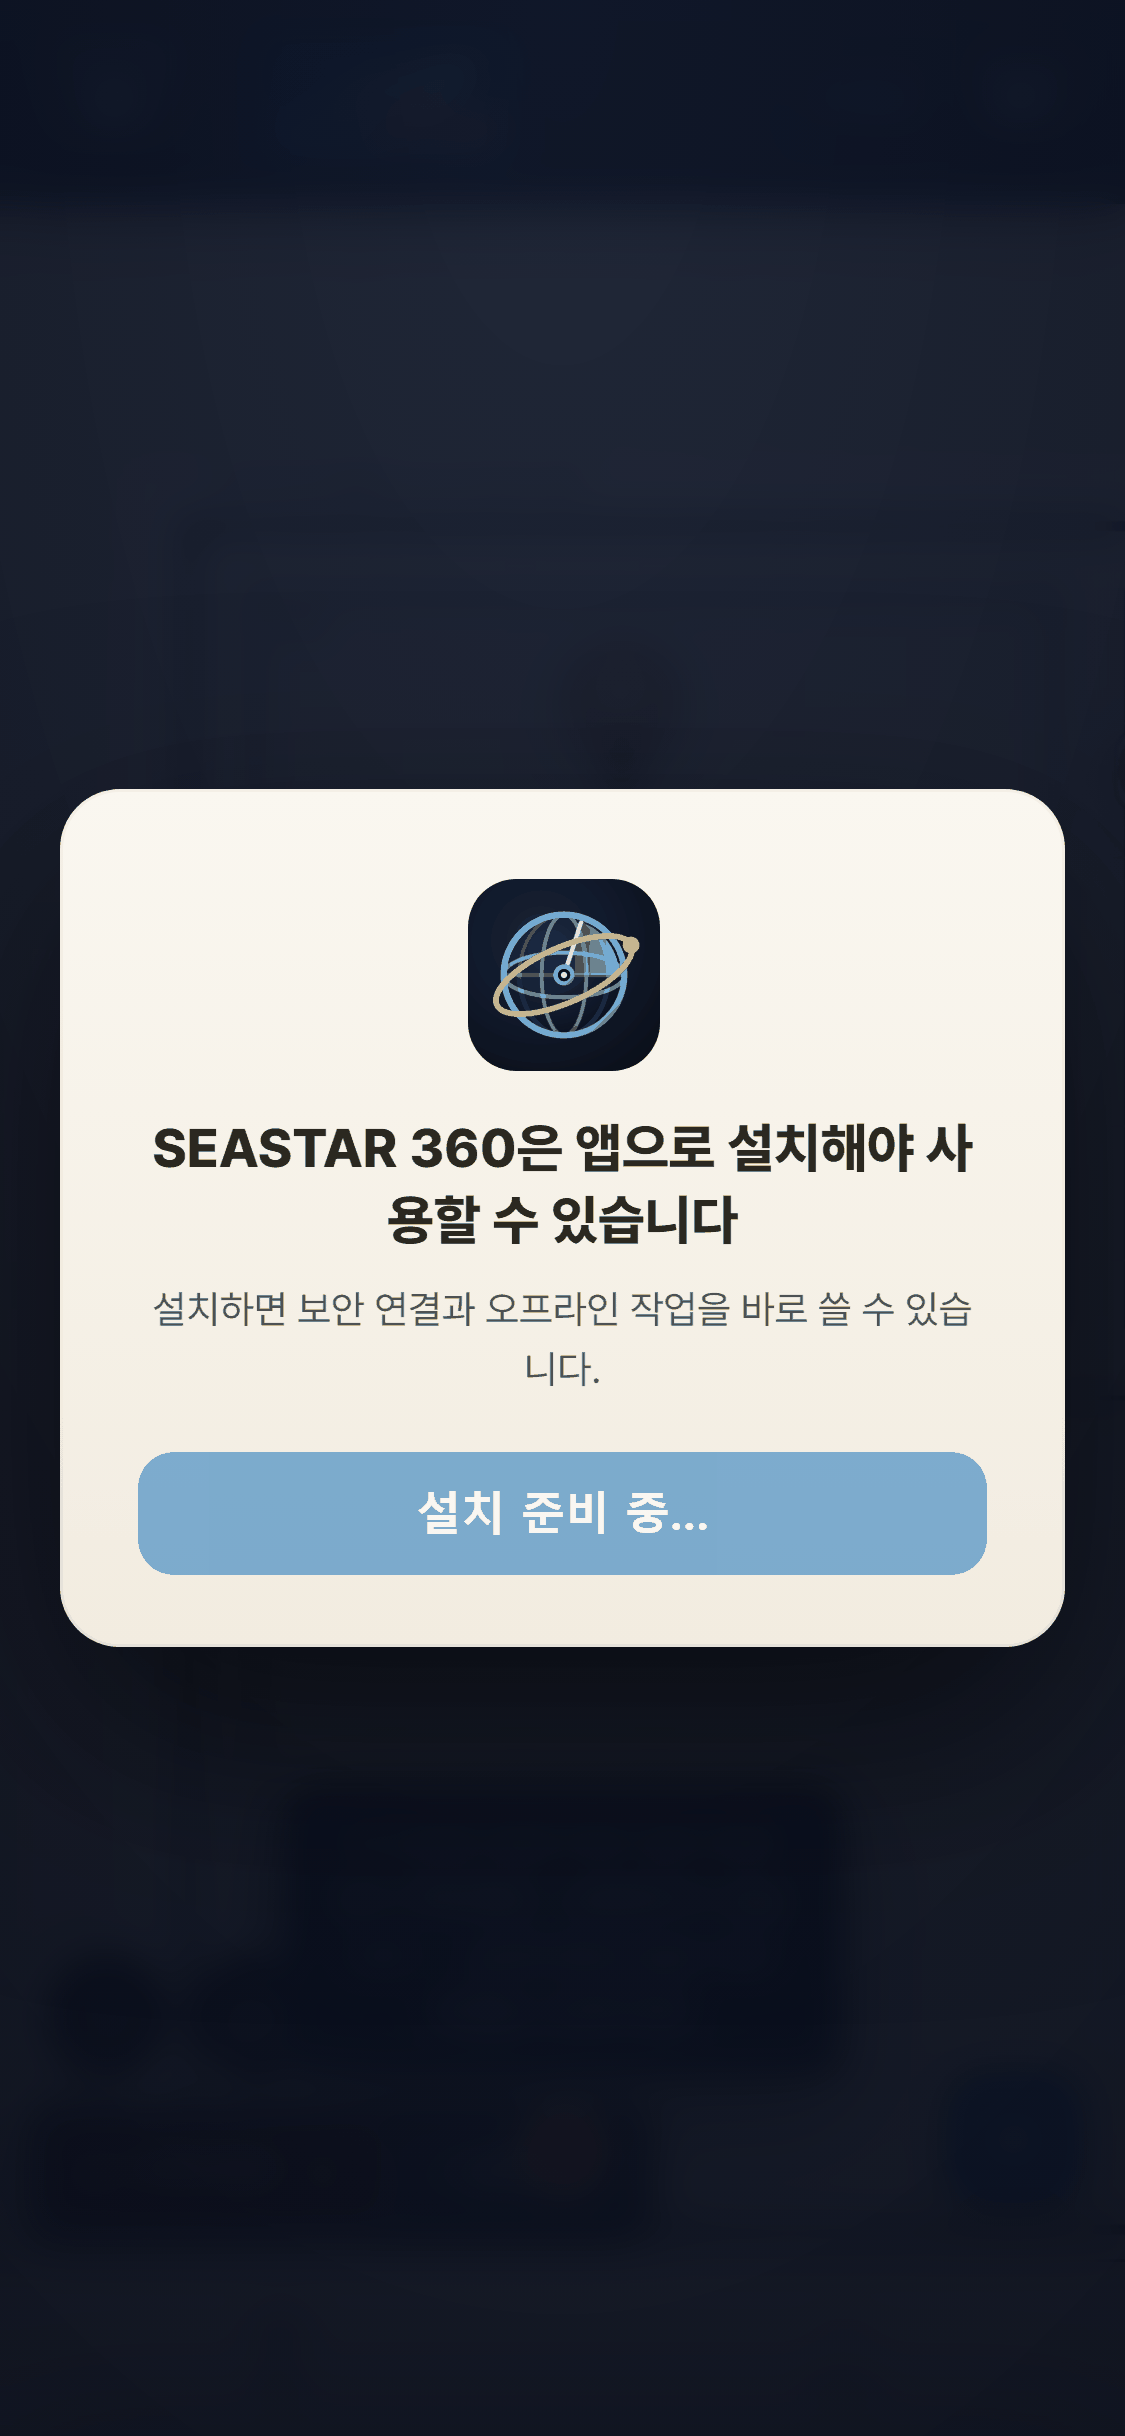 SEASTAR 360은 앱으로 설치해야 사
용할 수 있습니다
설치하면 보안 연결과 오프라인 작업을 바로 쓸 수 있습
니다.
설치 준비 중...